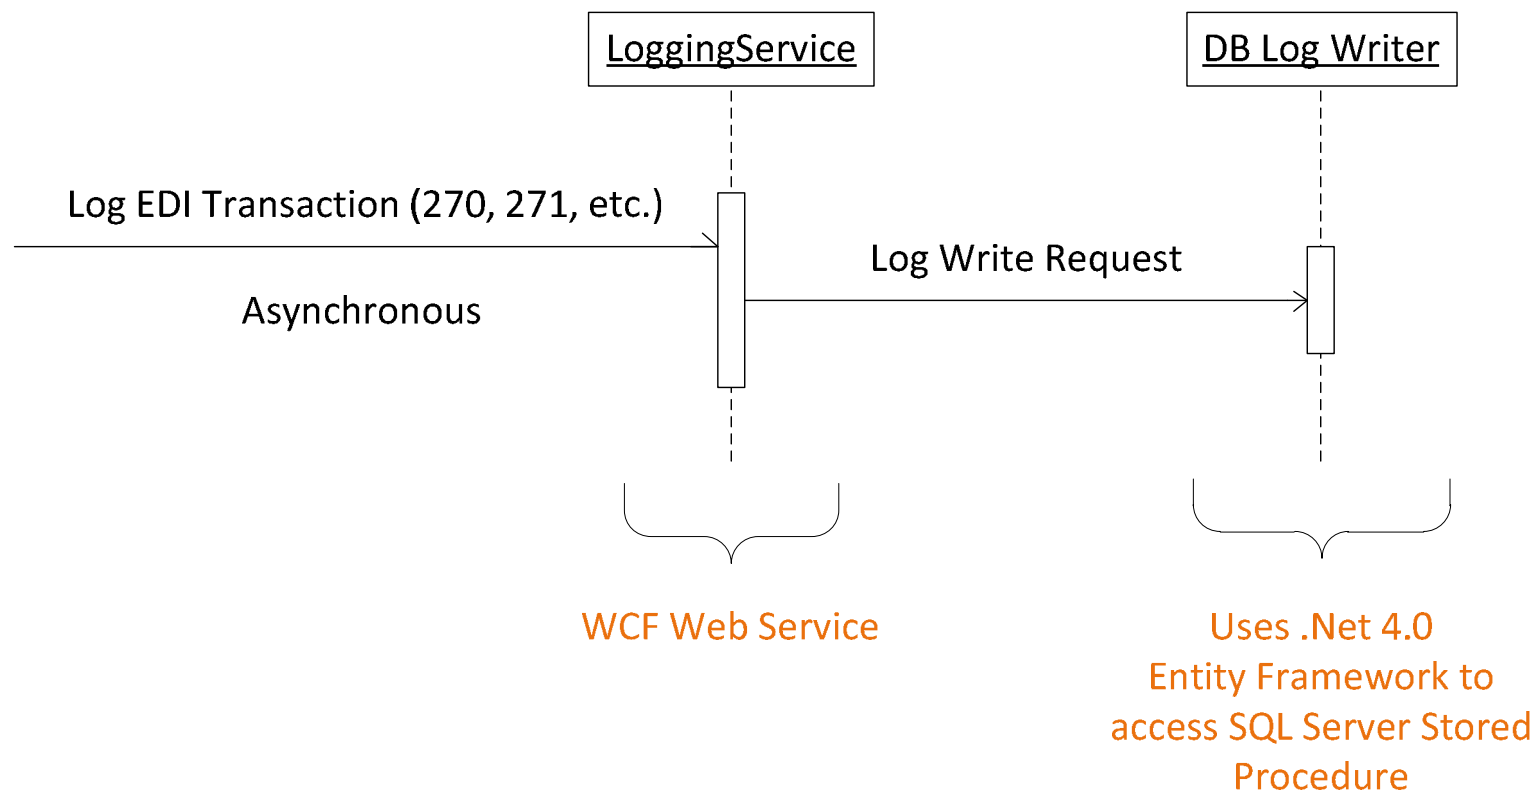 LoggingService
DB Log Writer
Log EDI Transaction (270, 271, etc.)
Log Write Request
Asynchronous
WCF Web Service
Uses .Net 4.0
Entity Framework to
access SQL Server Stored
Procedure